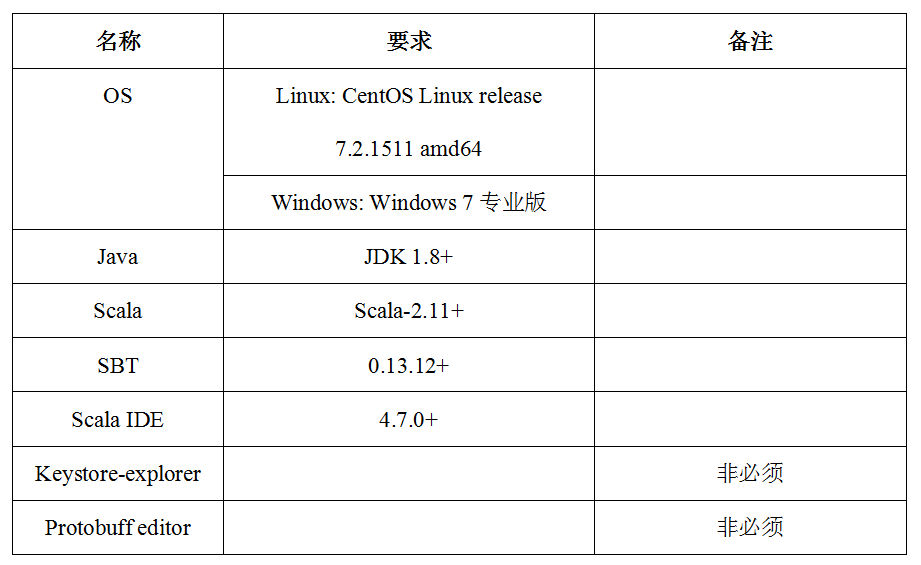 名称 要求 备注
OS Linux: CentOS Linux release
7.2.1511 amd64
Windows: Windows 7 专业版
Java JDK 1.8+
Scala Scala-2.11+
SBT 0.13.12+
Scala IDE 4.7.0+
Keystore-explorer 非必须
Protobuff editor 非必须